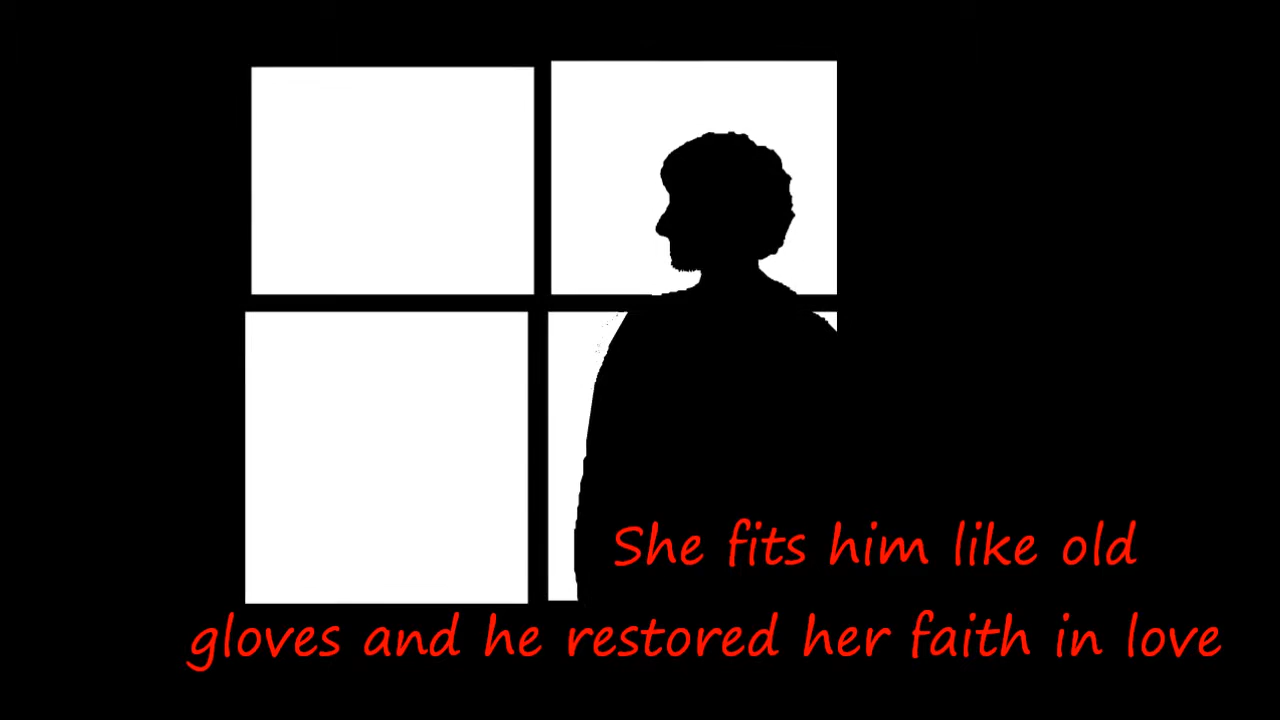 She fits him like old
gloves and he restored her faith in love